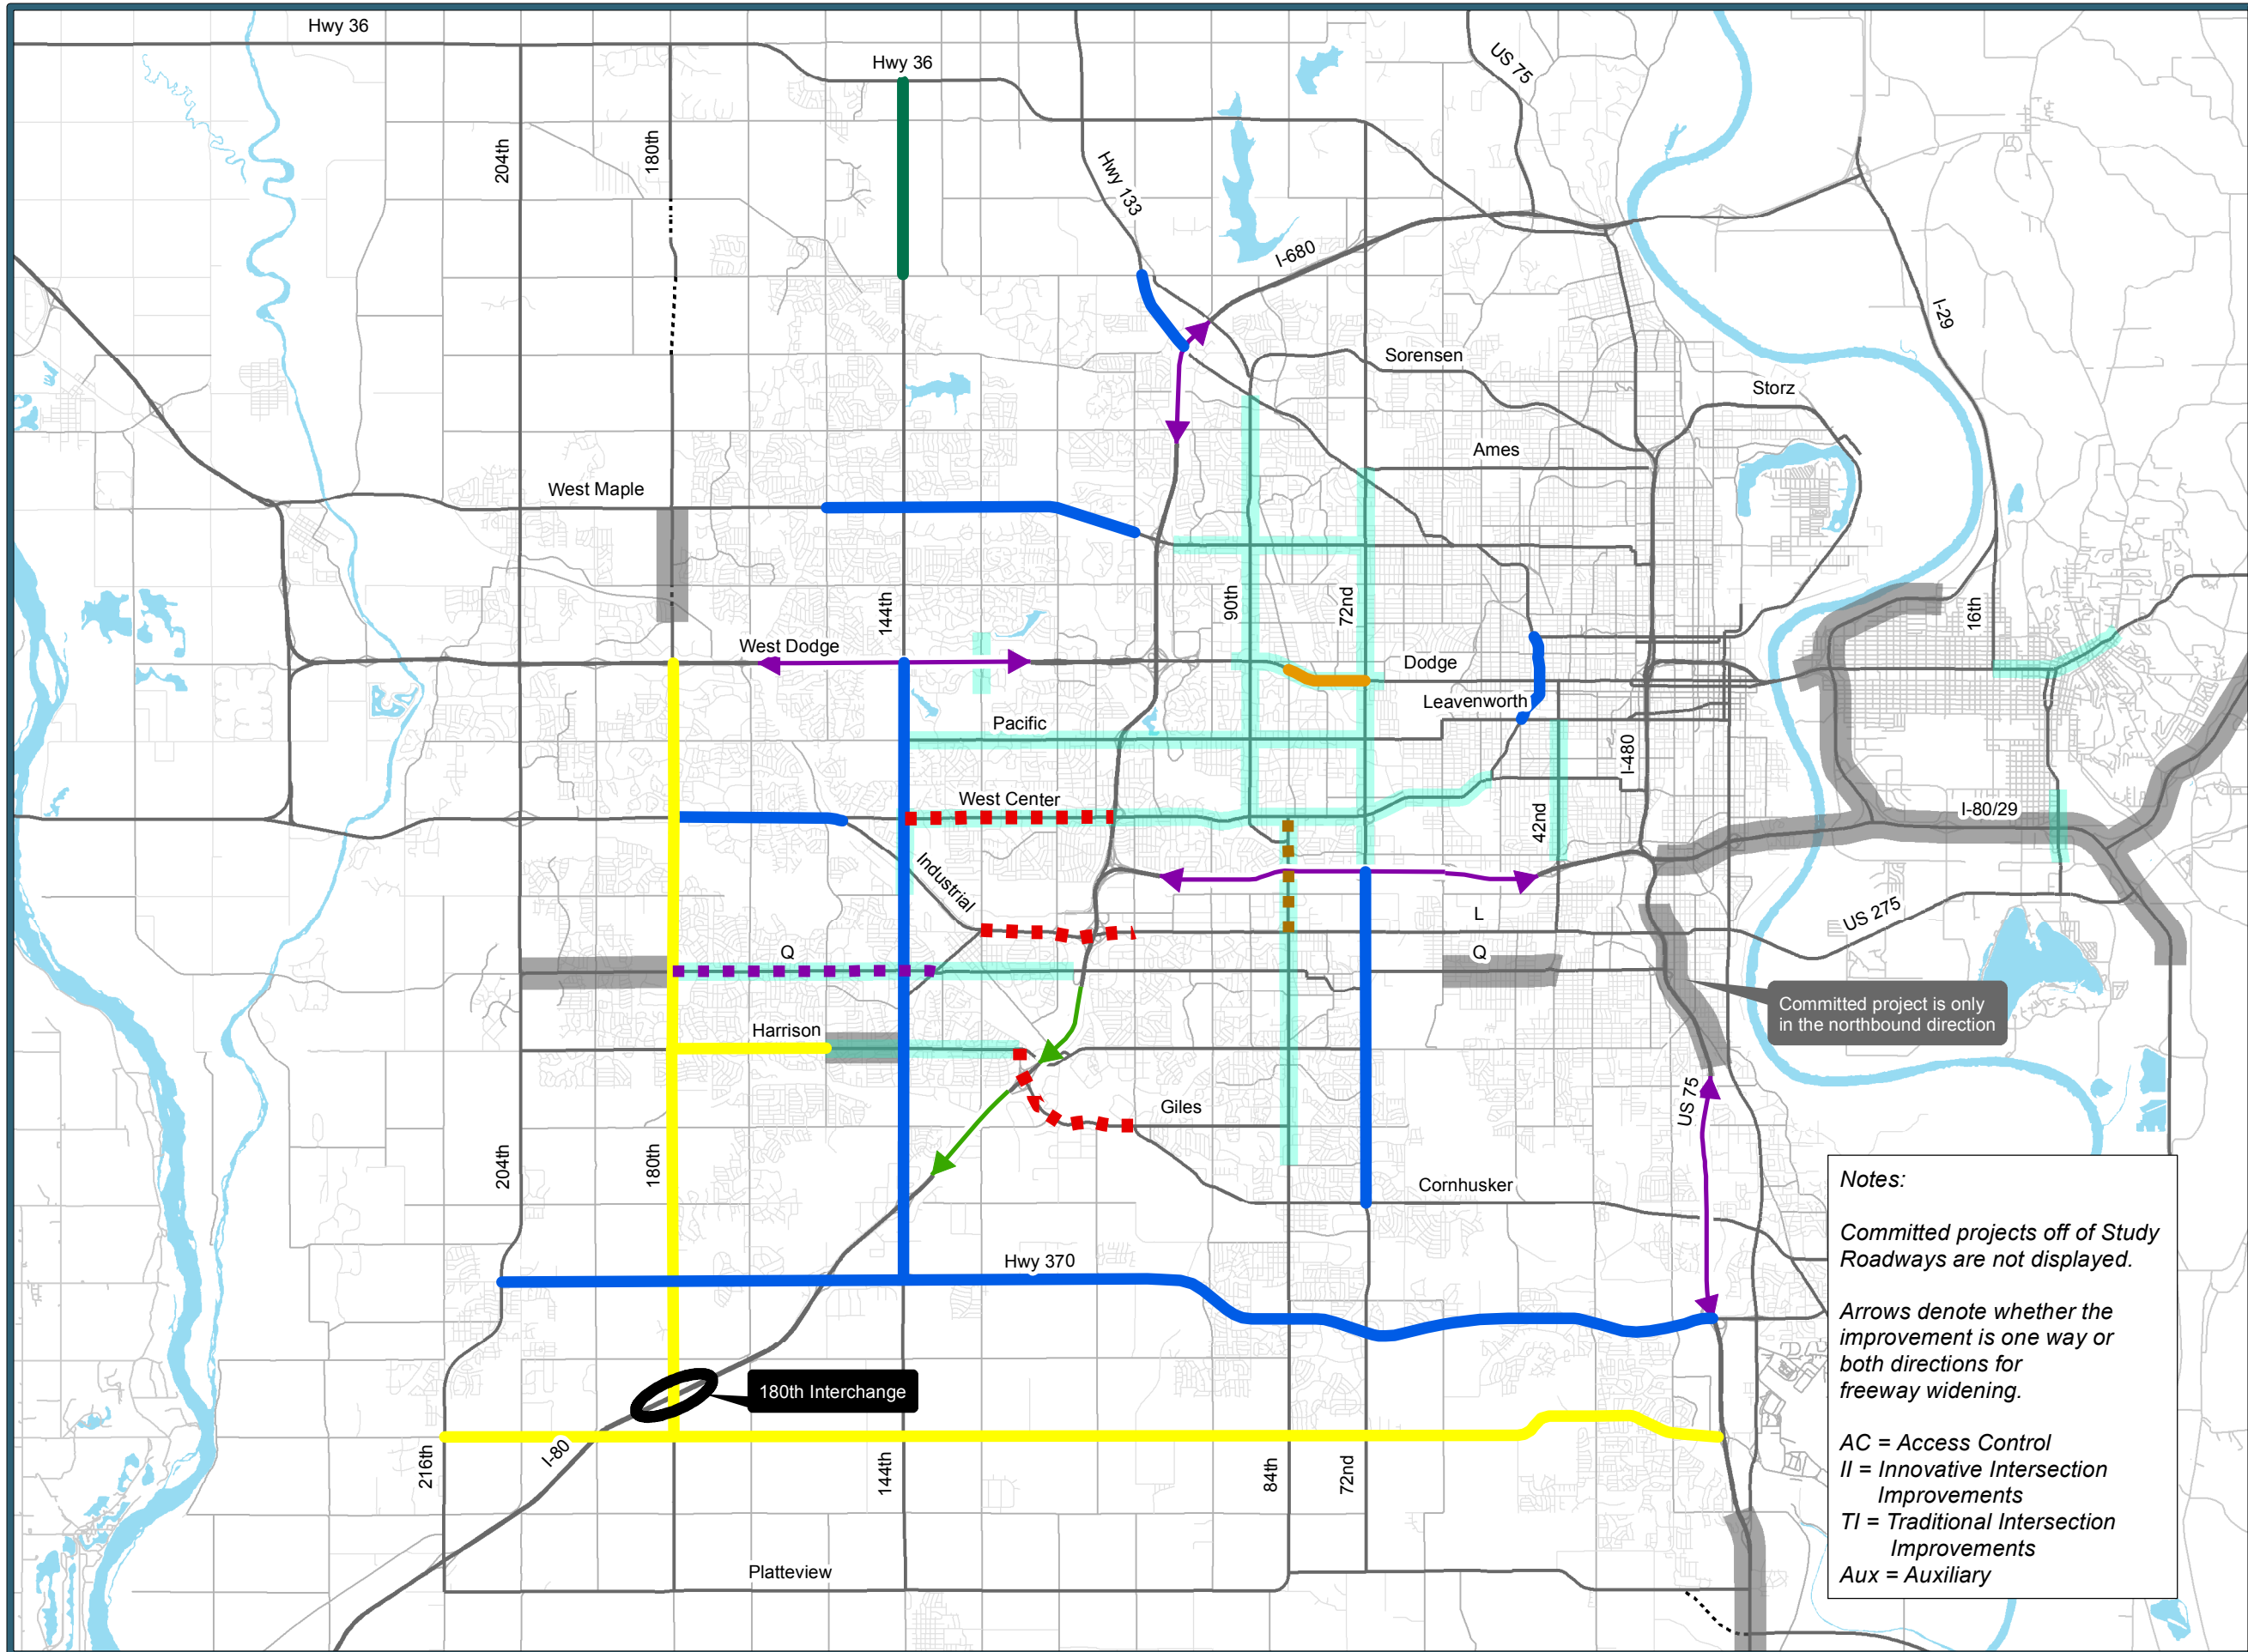 Hwy 36
Hwy 36
US 75
204th
180th
Hwy 133
I-680
I-29
Sorensen
Storz
Ames
West Maple
144th
90th
72nd
16th
West Dodge
Dodge
Leavenworth
Pacific
I-480
West Center
42nd
I-80/29
Industrial
L
US 275
Q
Q
Committed project is only
in the northbound direction
Harrison
Giles
US 75
204th
180th
Cornhusker
Hwy 370
180th Interchange
216th
I-80
144th
84th
72nd
Platteview
Notes:
Committed projects off of Study
Roadways are not displayed.
Arrows denote whether the
improvement is one way or
both directions for
freeway widening.
AC = Access Control
II = Innovative Intersection
Improvements
TI = Traditional Intersection
Improvements
Aux = Auxiliary